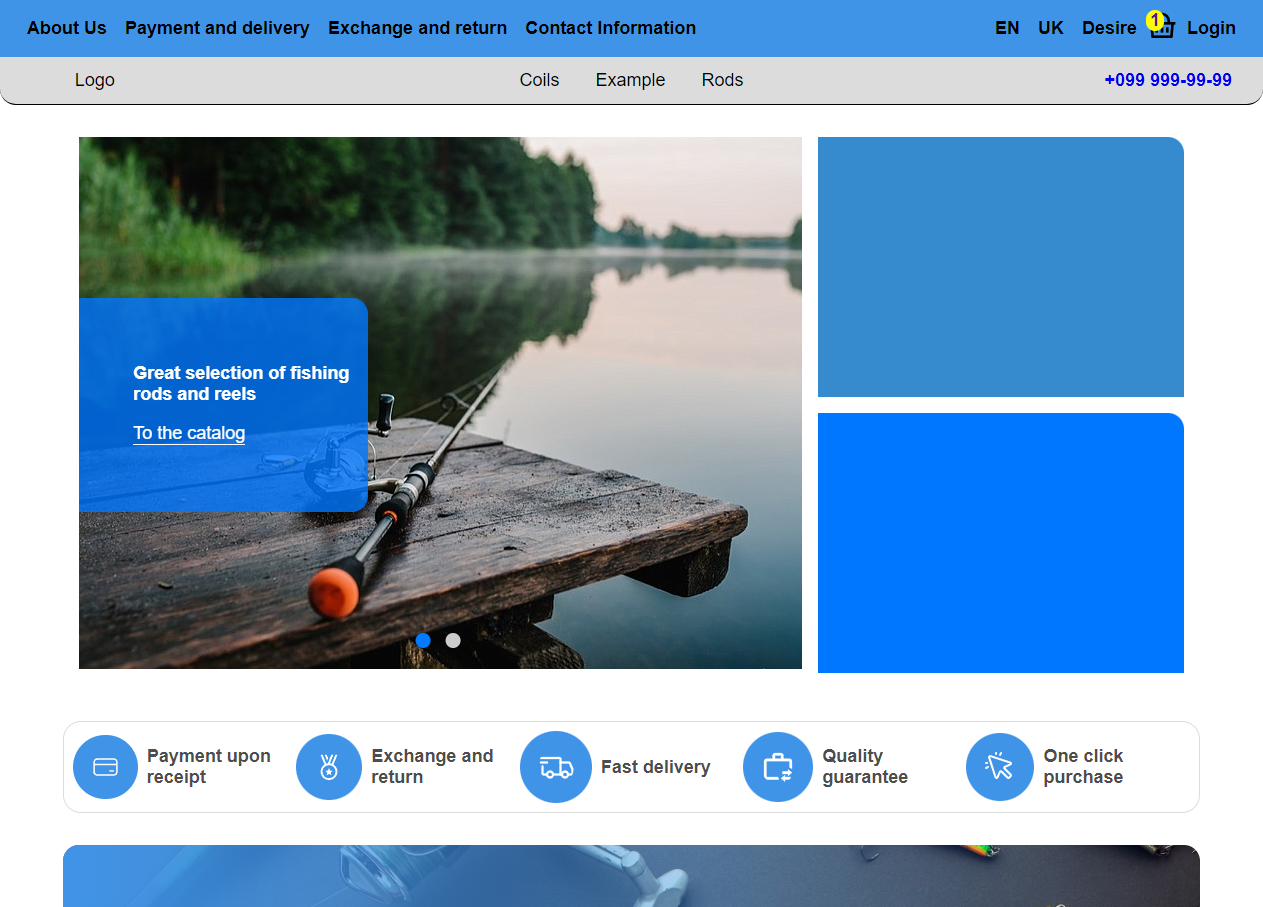 About Us Payment and delivery Exchange and return Contact Information EN UK Desire 1 Login
Logo Coils Example Rods +099 999-99-99
Great selection of fishing
rods and reels
To the catalog
Payment upon
receipt
Exchange and
return
Fast delivery
Quality
guarantee
One click
purchase